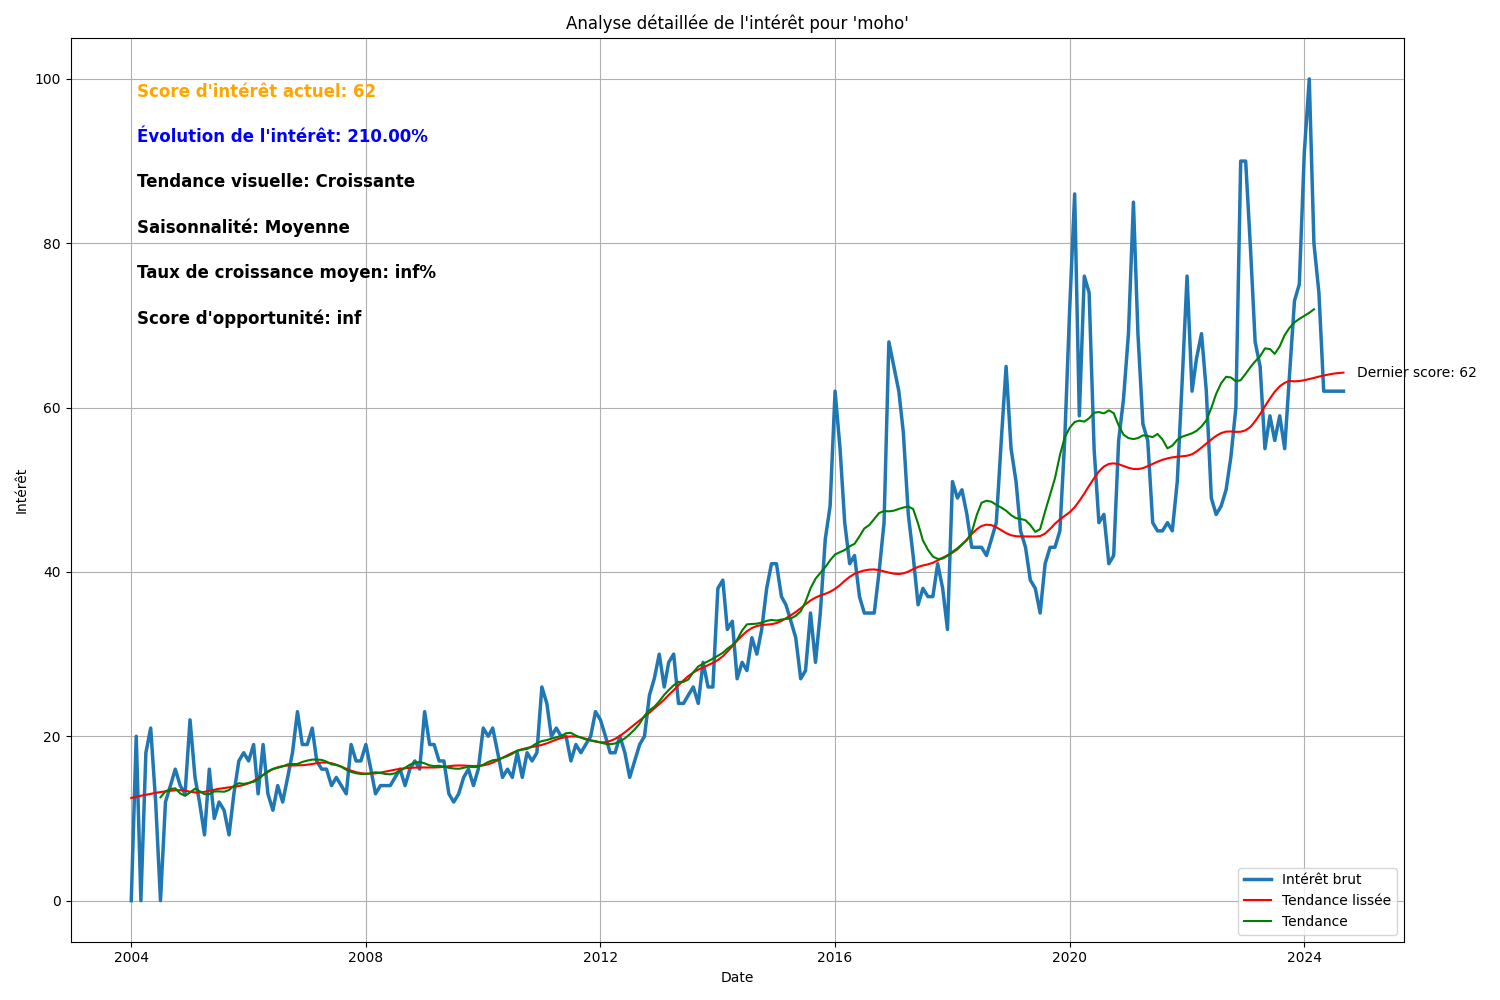 Analyse détaillée de l'intérêt pour 'moho'
Score d'intérêt actuel: 62
Évolution de l'intérêt: 210.00%
Tendance visuelle: Croissante
Saisonnalité: Moyenne
Taux de croissance moyen: inf%
Score d'opportunité: inf
100
80
60
40
20
0
Intérêt
Dernier score: 62
Intérêt brut
Tendance lissée
Tendance
2004
2008
2012
2016
2020
2024
Date